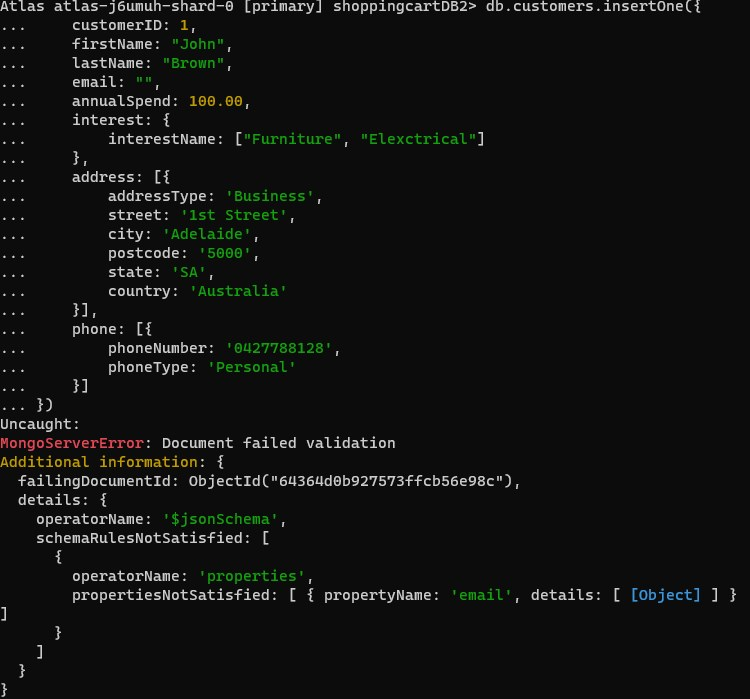 Atlas atlas-j6umuh-shard-0 [primary] shoppingcartDB2> db.customers.insertOne({
...     customerID: 1,
...     firstName: "John",
...     lastName: "Brown",
...     email: "",
...     annualSpend: 100.00,
...     interest: {
...         interestName: ["Furniture", "Elexctrical"]
...     },
...     address: [{
...         addressType: 'Business',
...         street: '1st Street',
...         city: 'Adelaide',
...         postcode: '5000',
...         state: 'SA',
...         country: 'Australia'
...     }],
...     phone: [{
...         phoneNumber: '0427788128',
...         phoneType: 'Personal'
...     }]
... })
Uncaught:
MongoServerError: Document failed validation
Additional information: {
  failingDocumentId: ObjectId("64364d0b927573ffcb56e98c"),
  details: {
    operatorName: '$jsonSchema',
    schemaRulesNotSatisfied: [
      {
        operatorName: 'properties',
        propertiesNotSatisfied: [ { propertyName: 'email', details: [ [Object] ] }
]
      }
    ]
  }
}